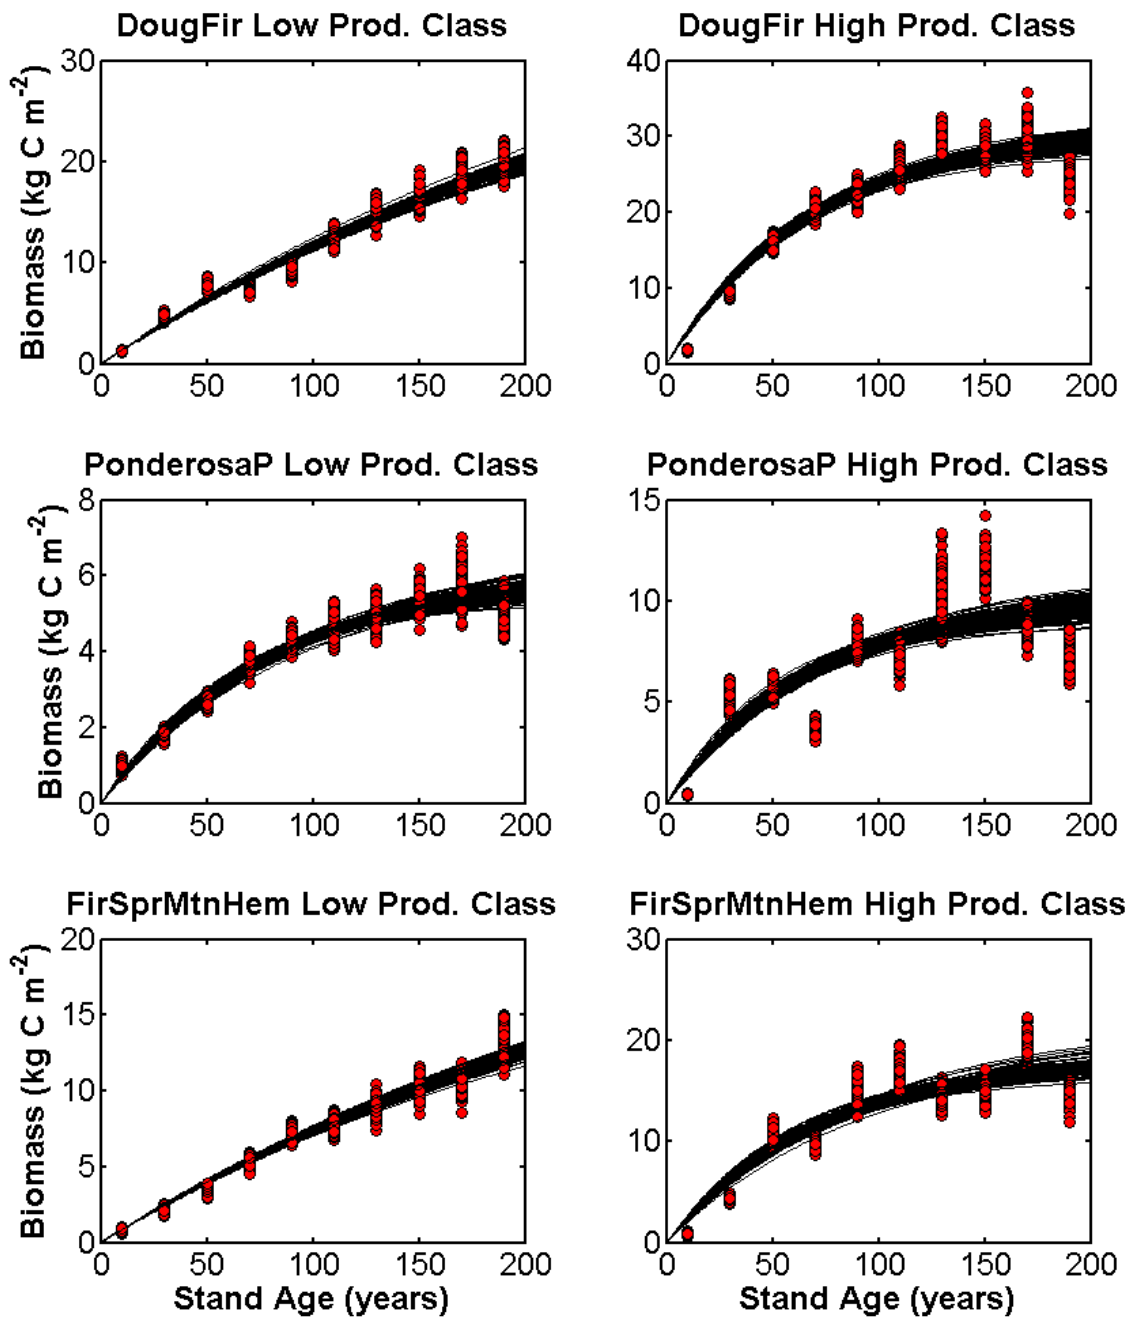 DougFir Low Prod. Class
DougFir High Prod. Class
Biomass (kg C m-2)
30
20
10
0
0 50 100 150 200
40
30
20
10
0
0 50 100 150 200
PonderosaP Low Prod. Class
PonderosaP High Prod. Class
Biomass (kg C m-2)
8
6
4
2
0
0 50 100 150 200
15
10
5
0
0 50 100 150 200
FirSprMtnHem Low Prod. Class
FirSprMtnHem High Prod. Class
Biomass (kg C m-2)
20
15
10
5
0
0 50 100 150 200
Stand Age (years)
30
20
10
0
0 50 100 150 200
Stand Age (years)